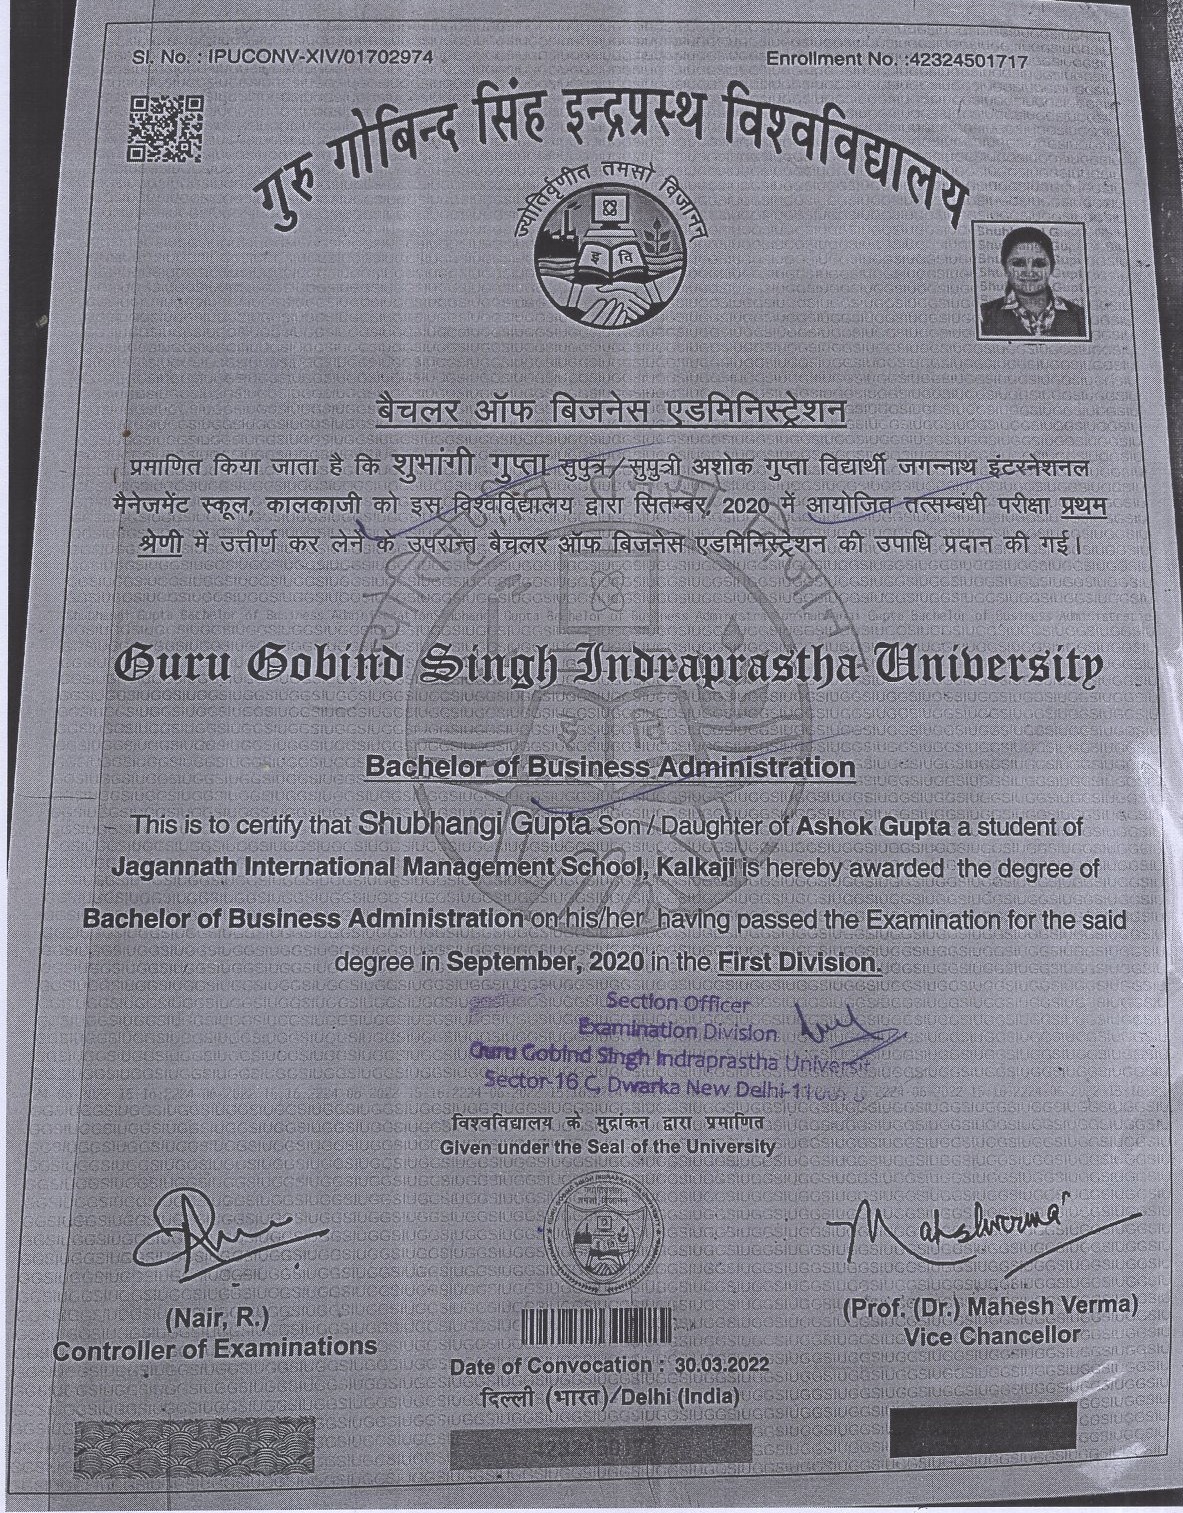 Sl. No. : IPUCONV-XIV/01702974
Enrollment No. :42324501717
गुरु गोबिन्द सिंह इन्द्रप्रस्थ विश्वविद्यालय
ज्योतिर्वृणीत तमसो विजानन
इ वि
बैचलर ऑफ बिजनेस एडमिनिस्ट्रेशन
प्रमाणित किया जाता है कि शुभांगी गुप्ता सुपुत्र/सुपुत्री अशोक गुप्ता विद्यार्थी जगन्नाथ इंटरनेशनल
मैनेजमेंट स्कूल, कालकाजी को इस विश्वविद्यालय द्वारा सितम्बर, 2020 में आयोजित तत्सम्बंधी परीक्षा प्रथम
श्रेणी में उत्तीर्ण कर लेने के उपरान्त बैचलर ऑफ बिजनेस एडमिनिस्ट्रेशन की उपाधि प्रदान की गई।
Guru Gobind Singh Indraprastha University
Bachelor of Business Administration
This is to certify that Shubhangi Gupta Son / Daughter of Ashok Gupta a student of
Jagannath International Management School, Kalkaji is hereby awarded the degree of
Bachelor of Business Administration on his/her having passed the Examination for the said
degree in September, 2020 in the First Division.
Section Officer
Examination Division
Guru Gobind Singh Indraprastha Universit
Sector-16 C, Dwarka New Delhi-
विश्वविद्यालय के मुद्रांकन द्वारा प्रमाणित
Given under the Seal of the University
(Nair, R.)
Controller of Examinations
(Prof. (Dr.) Mahesh Verma)
Vice Chancellor
Date of Convocation : 30.03.2022
दिल्ली (भारत)/Delhi (India)